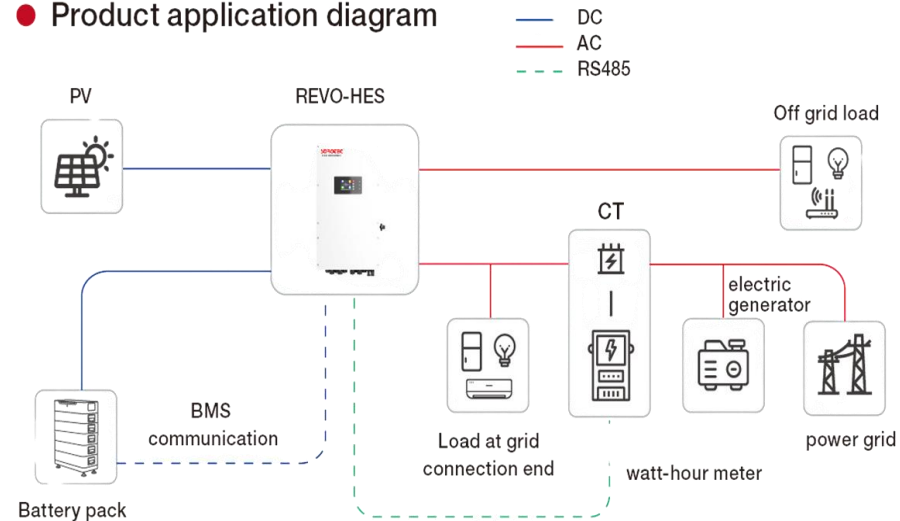 Product application diagram
DC
AC
RS485
PV
REVO-HES
Off grid load
CT
electric
generator
BMS
communication
Load at grid
connection end
watt-hour meter
power grid
Battery pack